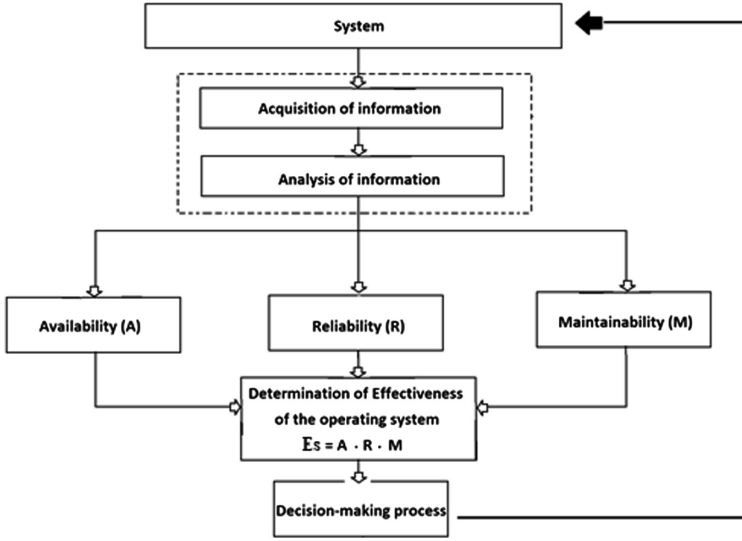 System
Acquisition of information
Analysis of information
Availability (A)
Reliability (R)
Maintainability (M)
Determination of Effectiveness
of the operating system
Es = A · R · M
Decision-making process